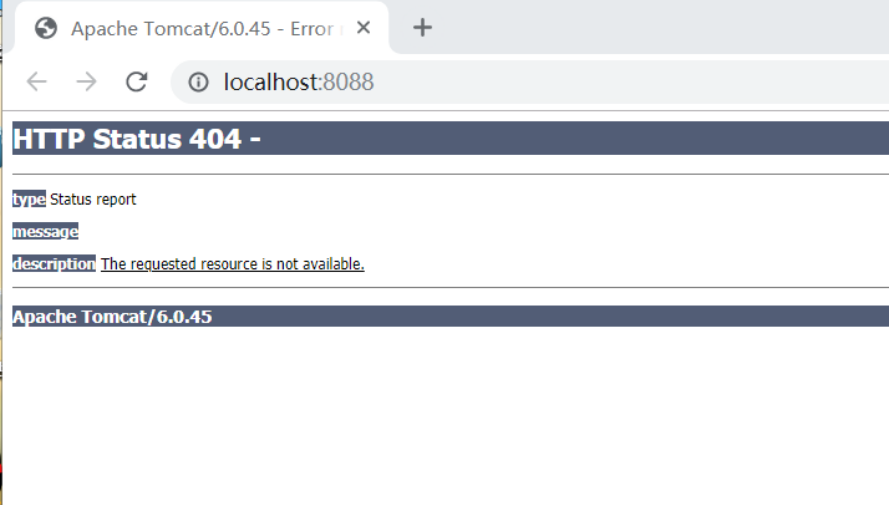 Apache Tomcat/6.0.45 - Error
localhost:8088
HTTP Status 404 -
type Status report
message
description The requested resource is not available.
Apache Tomcat/6.0.45